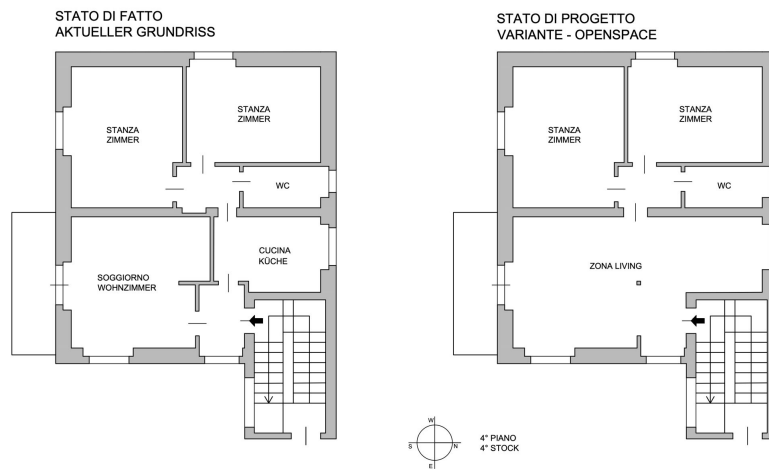 STATO DI FATTO
AKTUELLER GRUNDRISS
STANZA
ZIMMER
STANZA
ZIMMER
WC
CUCINA
KÜCHE
SOGGIORNO
WOHNZIMMER
STATO DI PROGETTO
VARIANTE - OPENSPACE
STANZA
ZIMMER
STANZA
ZIMMER
WC
ZONA LIVING
W
S
N
E
4° PIANO
4° STOCK